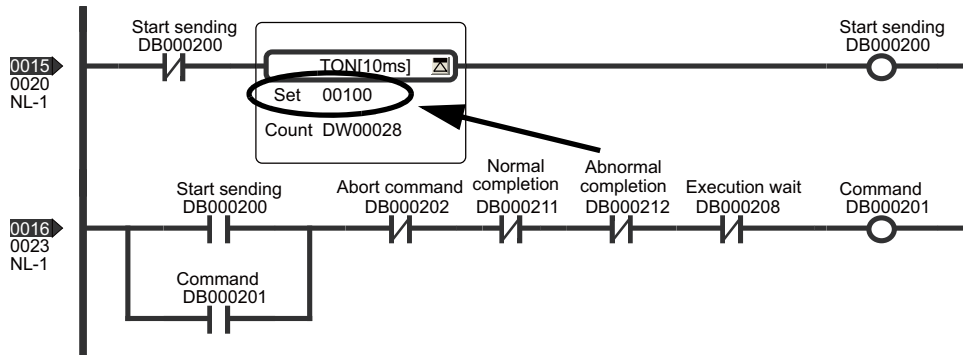 Start sending
DB000200
Start sending
DB000200
0015
0020
NL-1
TON[10ms]
Set 00100
Count DW00028
Start sending
DB000200
Abort command
DB000202
Normal
completion
DB000211
Abnormal
completion
DB000212
Execution wait
DB000208
Command
DB000201
0016
0023
NL-1
Command
DB000201